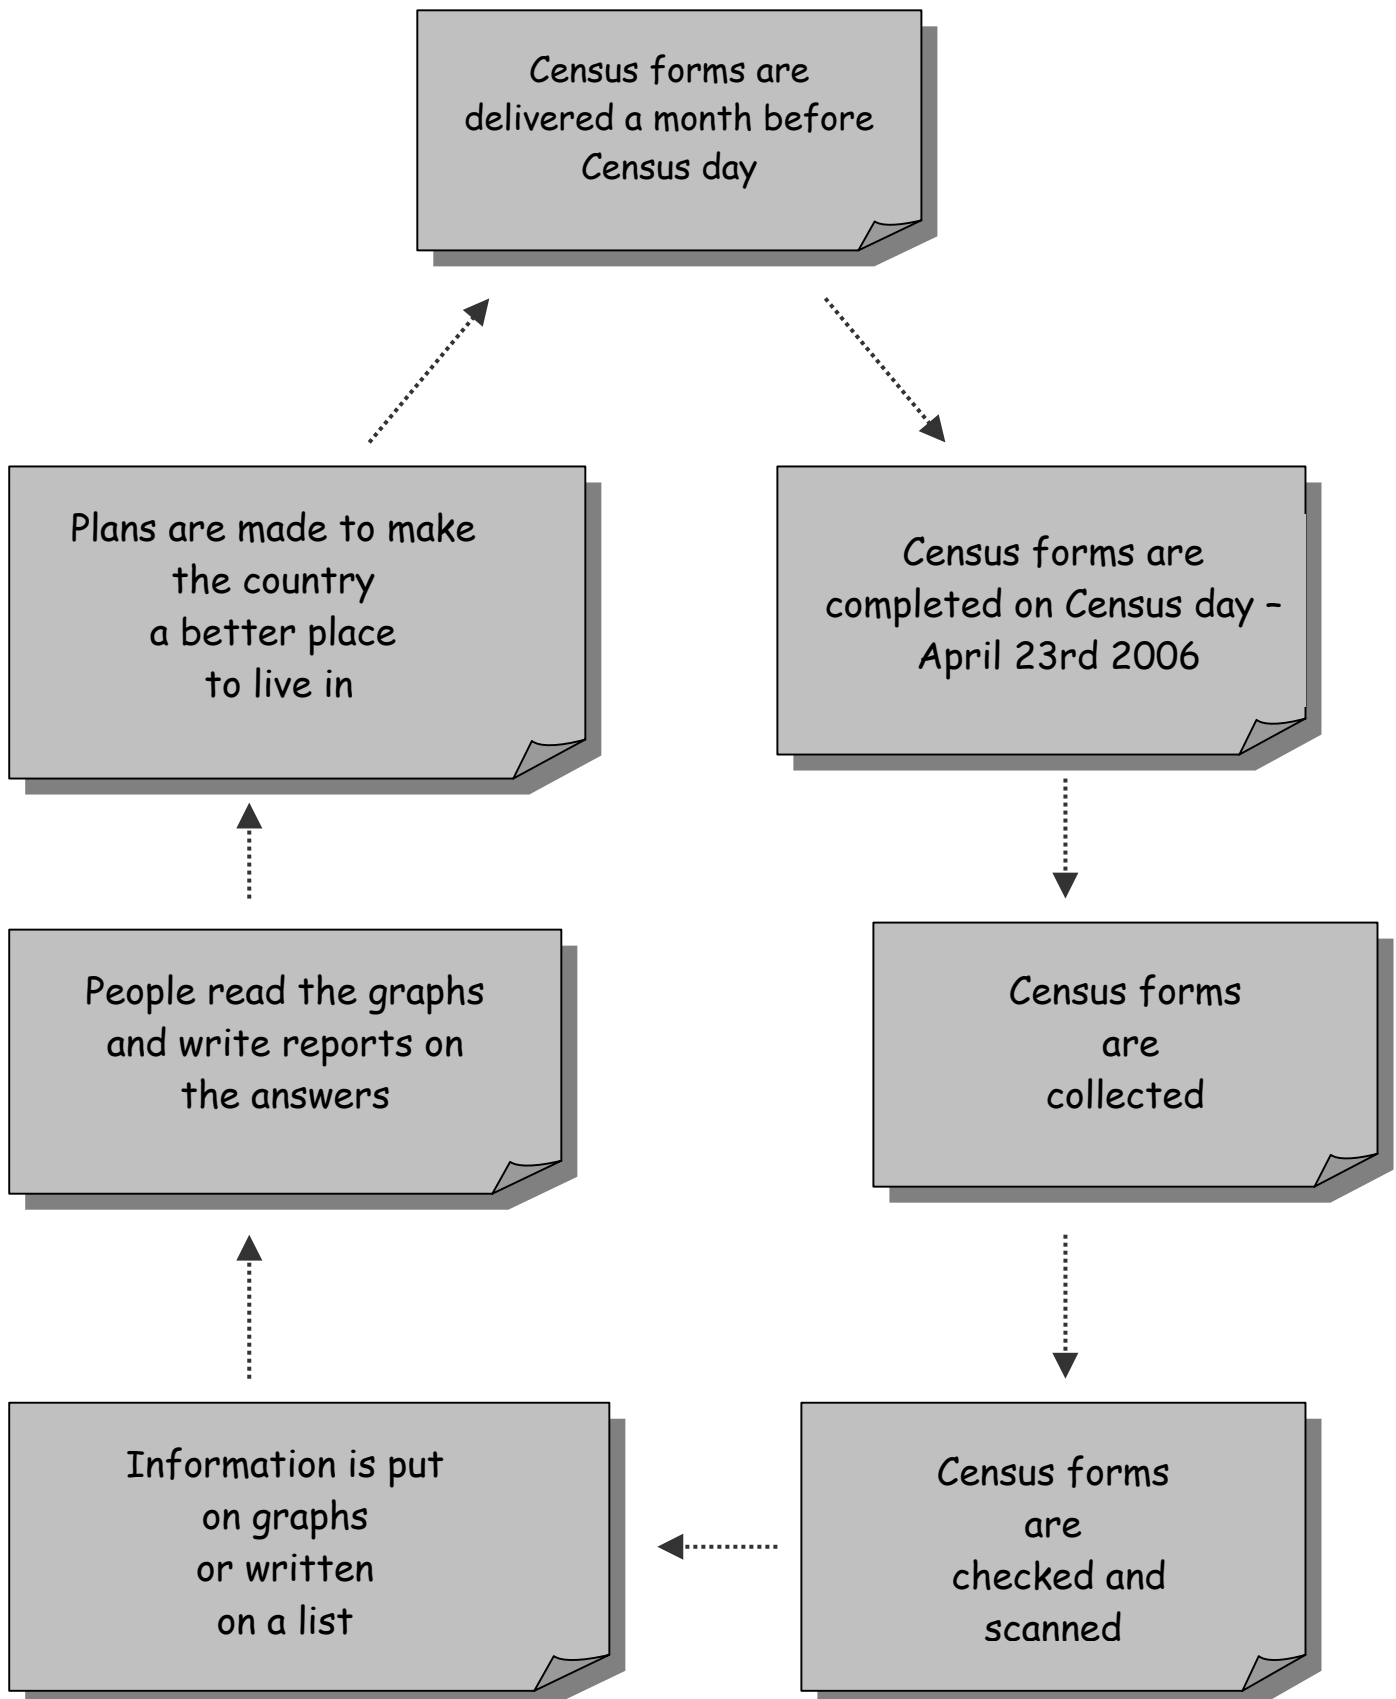 Census forms are
delivered a month before
Census day
Census forms are
completed on Census day –
April 23rd 2006
Census forms
are
collected
Census forms
are
checked and
scanned
Information is put
on graphs
or written
on a list
People read the graphs
and write reports on
the answers
Plans are made to make
the country
a better place
to live in